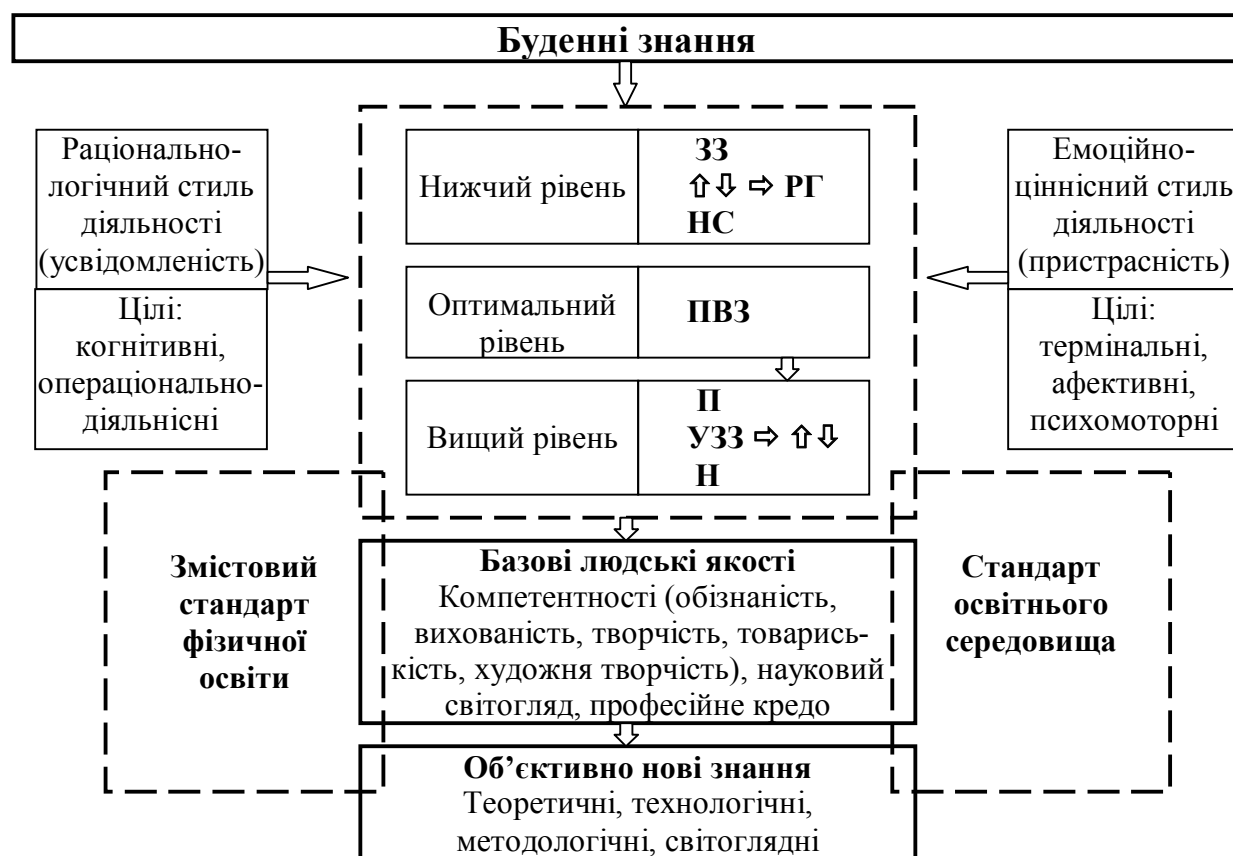 Буденні знання
Раціонально-
логічний стиль
діяльності
(усвідомленість)
Цілі:
когнітивні,
операціонально-
діяльнісні
Нижчий рівень
ЗЗ
⇧⇩ ⇨ РГ
НС
Оптимальний
рівень
ПВЗ
Вищий рівень
П
УЗЗ ⇨ ⇧⇩
Н
Емоційно-
ціннісний стиль
діяльності
(пристрасність)
Цілі:
термінальні,
афективні,
психомоторні
Змістовий
стандарт
фізичної
освіти
Базові людські якості
Компетентності (обізнаність,
вихованість, творчість, товарись-
кість, художня творчість), науковий
світогляд, професійне кредо
Стандарт
освітнього
середовища
Об’єктивно нові знання
Теоретичні, технологічні,
методологічні, світоглядні